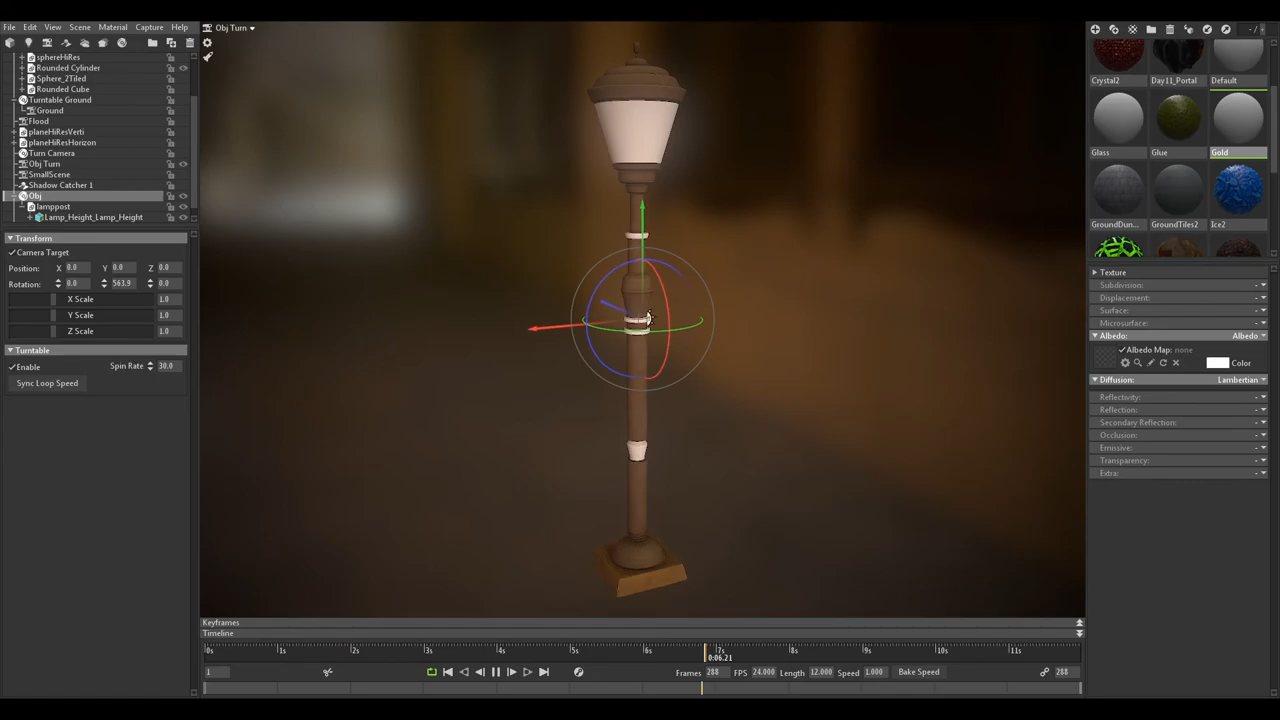 File Edit View Scene Material Capture Help
Obj Turn
sphereHiRes
Rounded Cylinder
Sphere_2Tiled
Rounded Cube
Turntable Ground
Ground
Flood
planeHiResVerti
planeHiResHorizon
Turn Camera
Obj Turn
SmallScene
Shadow Catcher 1
Obj
lamppost
Lamp_Height_Lamp_Height
Transform
Camera Target
Position: X 0.0 Y 0.0 Z 0.0
Rotation: 0.0 563.9 0.0
X Scale 1.0
Y Scale 1.0
Z Scale 1.0
Turntable
Enable Spin Rate 30.0
Sync Loop Speed
Keyframes
Timeline
0s 1s 2s 3s 4s 5s 6s 7s 8s 9s 10s 11s
0:06.21
1 Frames 288 FPS 24.000 Length 12.000 Speed 1.000 Bake Speed 288
- /
Crystal2 Day11_Portal Default
Glass Glue Gold
GroundDun... GroundTiles2 Ice2
Texture
Subdivision: -
Displacement: -
Surface: -
Microsurface: -
Albedo: Albedo
Albedo Map: none
Color
Diffusion: Lambertian
Reflectivity: -
Reflection: -
Secondary Reflection: -
Occlusion: -
Emissive: -
Transparency: -
Extra: -